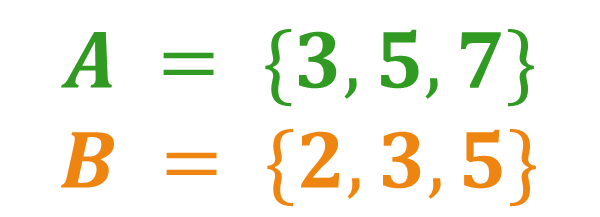 A = {3, 5, 7}
B = {2, 3, 5}